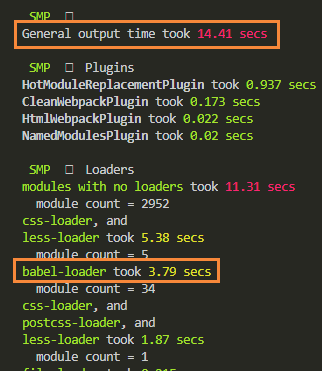 SMP
General output time took 14.41 secs
SMP Plugins
HotModuleReplacementPlugin took 0.937 secs
CleanWebpackPlugin took 0.173 secs
HtmlWebpackPlugin took 0.022 secs
NamedModulesPlugin took 0.02 secs
SMP Loaders
modules with no loaders took 11.31 secs
module count = 2952
css-loader, and
less-loader took 5.38 secs
module count = 5
babel-loader took 3.79 secs
module count = 34
css-loader, and
postcss-loader, and
less-loader took 1.87 secs
module count = 1